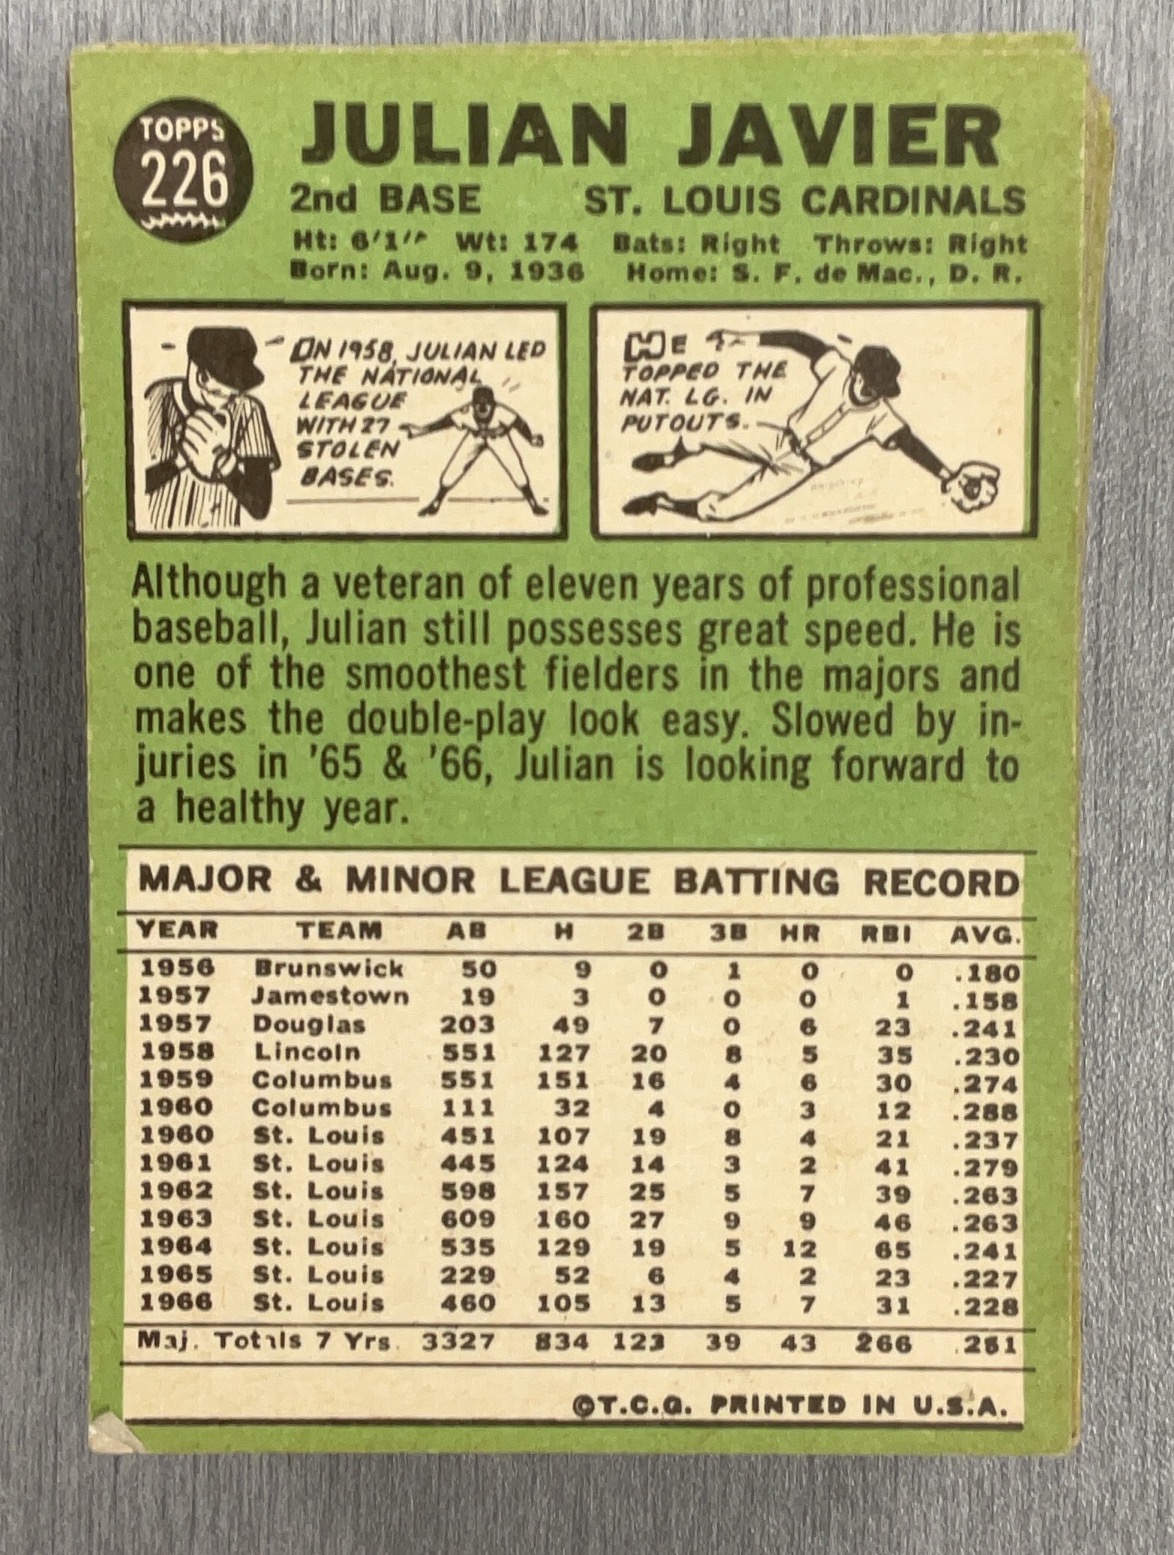 TOPPS
226
JULIAN JAVIER
2nd BASE ST. LOUIS CARDINALS
Ht: 6'1" Wt: 174 Bats: Right Throws: Right
Born: Aug. 9, 1936 Home: S. F. de Mac., D. R.
IN 1958, JULIAN LED
THE NATIONAL
LEAGUE
WITH 27
STOLEN
BASES.
HE
TOPPED THE
NAT. LG. IN
PUTOUTS.
Although a veteran of eleven years of professional
baseball, Julian still possesses great speed. He is
one of the smoothest fielders in the majors and
makes the double-play look easy. Slowed by in-
juries in '65 & '66, Julian is looking forward to
a healthy year.
MAJOR & MINOR LEAGUE BATTING RECORD
YEAR TEAM AB H 2B 3B HR RBI AVG.
1956 Brunswick 50 9 0 1 0 0 .180
1957 Jamestown 19 3 0 0 0 1 .158
1957 Douglas 203 49 7 0 6 23 .241
1958 Lincoln 551 127 20 8 5 35 .230
1959 Columbus 551 151 16 4 6 30 .274
1960 Columbus 111 32 4 0 3 12 .288
1960 St. Louis 451 107 19 8 4 21 .237
1961 St. Louis 445 124 14 3 2 41 .279
1962 St. Louis 598 157 25 5 7 39 .263
1963 St. Louis 609 160 27 9 9 46 .263
1964 St. Louis 535 129 19 5 12 65 .241
1965 St. Louis 229 52 6 4 2 23 .227
1966 St. Louis 460 105 13 5 7 31 .228
Maj. Totals 7 Yrs. 3327 834 123 39 43 266 .251
©T.C.G. PRINTED IN U.S.A.